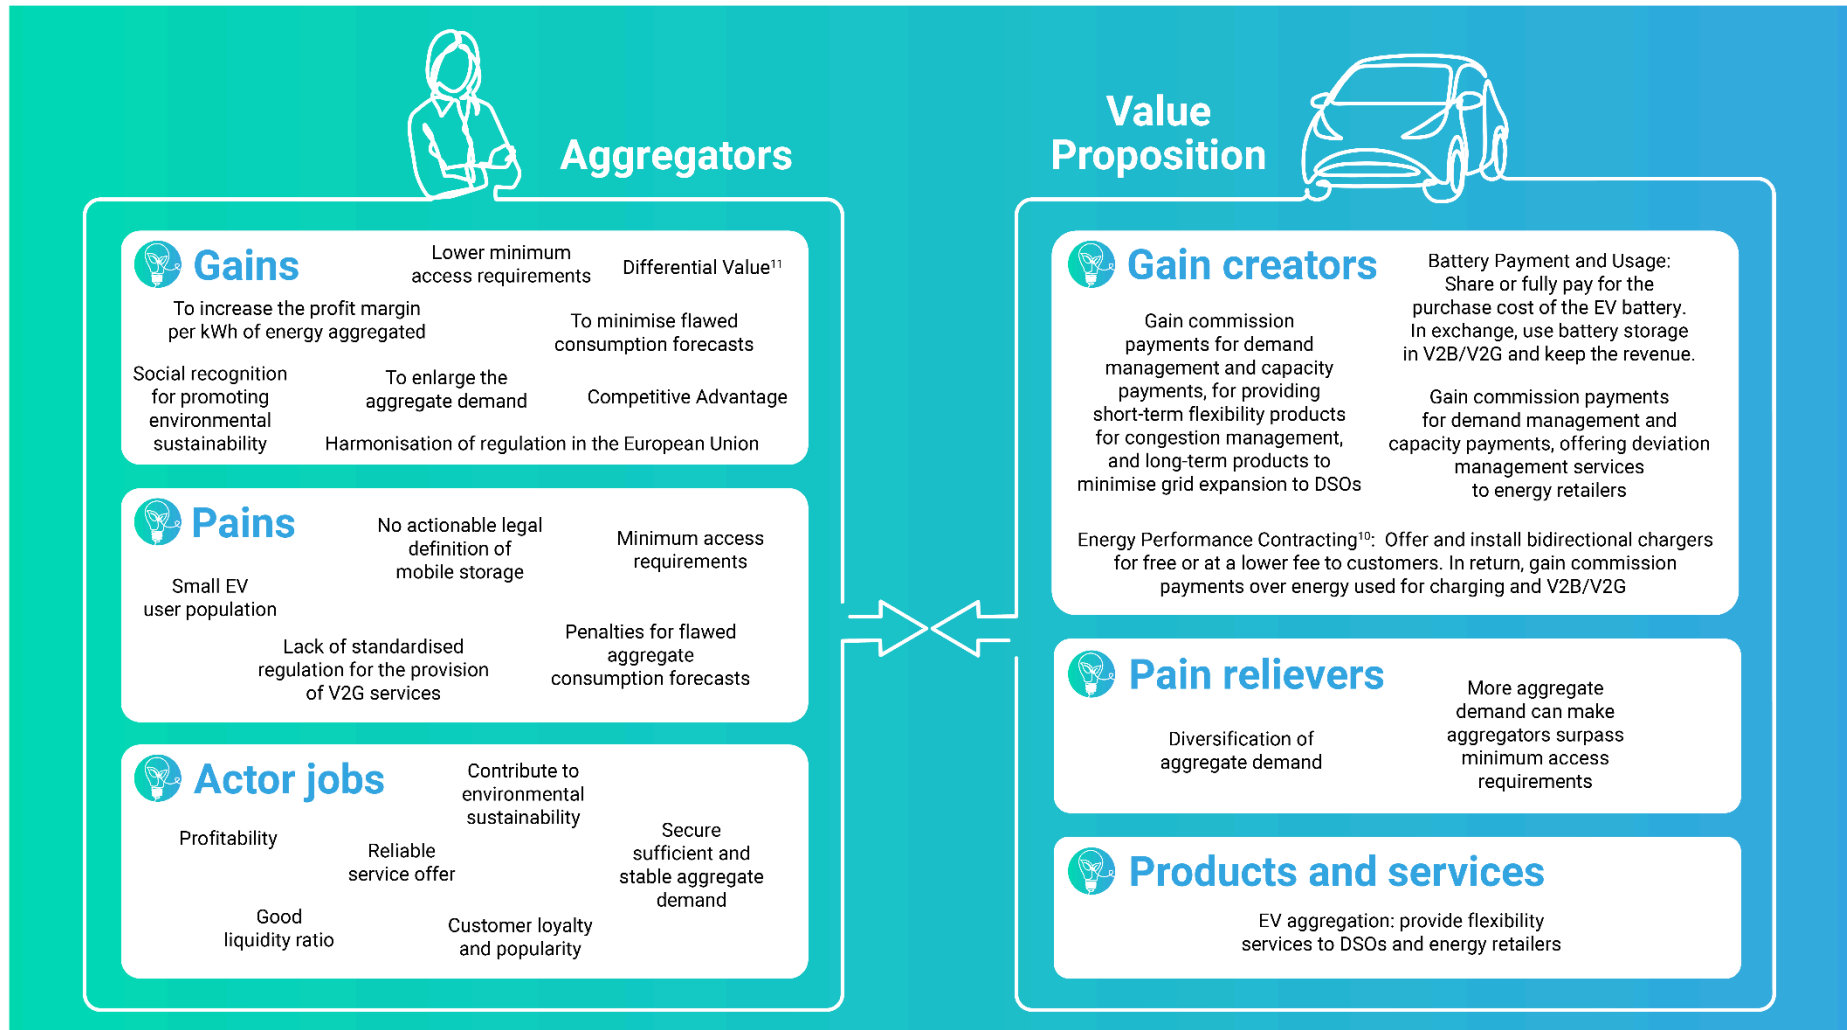 Aggregators
Gains
Lower minimum
access requirements
Differential Value¹¹
To increase the profit margin
per kWh of energy aggregated
To minimise flawed
consumption forecasts
Social recognition
for promoting
environmental
sustainability
To enlarge the
aggregate demand
Competitive Advantage
Harmonisation of regulation in the European Union
Pains
No actionable legal
definition of
mobile storage
Minimum access
requirements
Small EV
user population
Lack of standardised
regulation for the provision
of V2G services
Penalties for flawed
aggregate
consumption forecasts
Actor jobs
Contribute to
environmental
sustainability
Profitability
Reliable
service offer
Secure
sufficient and
stable aggregate
demand
Good
liquidity ratio
Customer loyalty
and popularity
Value
Proposition
Gain creators
Gain commission
payments for demand
management and capacity
payments, for providing
short-term flexibility products
for congestion management,
and long-term products to
minimise grid expansion to DSOs
Battery Payment and Usage:
Share or fully pay for the
purchase cost of the EV battery.
In exchange, use battery storage
in V2B/V2G and keep the revenue.
Gain commission payments
for demand management and
capacity payments, offering deviation
management services
to energy retailers
Energy Performance Contracting¹⁰: Offer and install bidirectional chargers
for free or at a lower fee to customers. In return, gain commission
payments over energy used for charging and V2B/V2G
Pain relievers
Diversification of
aggregate demand
More aggregate
demand can make
aggregators surpass
minimum access
requirements
Products and services
EV aggregation: provide flexibility
services to DSOs and energy retailers